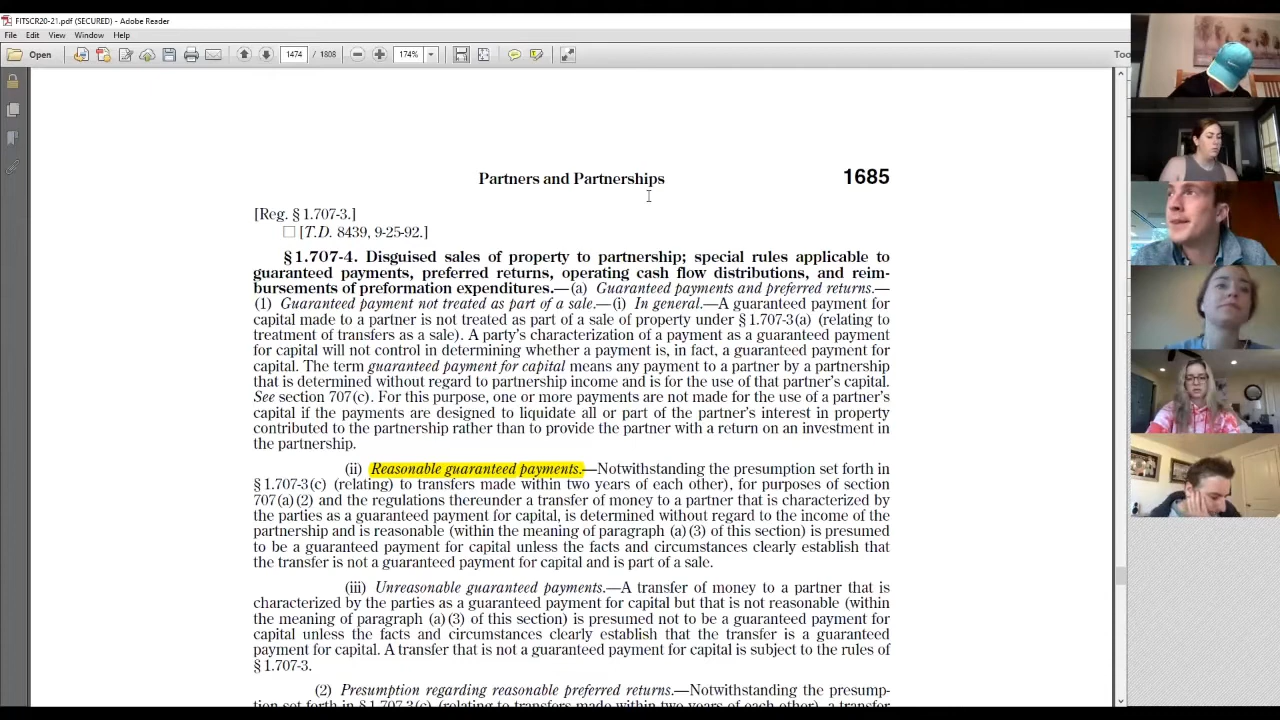 FITSCR20-21.pdf (SECURED) - Adobe Reader
File Edit View Window Help
Open 1474 / 1808 174% Too
Partners and Partnerships 1685
[Reg. § 1.707-3.]
☐ [T.D. 8439, 9-25-92.]
§ 1.707-4. Disguised sales of property to partnership; special rules applicable to
guaranteed payments, preferred returns, operating cash flow distributions, and reim-
bursements of preformation expenditures.—(a) Guaranteed payments and preferred returns.—
(1) Guaranteed payment not treated as part of a sale.—(i) In general.—A guaranteed payment for
capital made to a partner is not treated as part of a sale of property under § 1.707-3(a) (relating to
treatment of transfers as a sale). A party's characterization of a payment as a guaranteed payment
for capital will not control in determining whether a payment is, in fact, a guaranteed payment for
capital. The term guaranteed payment for capital means any payment to a partner by a partnership
that is determined without regard to partnership income and is for the use of that partner's capital.
See section 707(c). For this purpose, one or more payments are not made for the use of a partner's
capital if the payments are designed to liquidate all or part of the partner's interest in property
contributed to the partnership rather than to provide the partner with a return on an investment in
the partnership.
(ii) Reasonable guaranteed payments.—Notwithstanding the presumption set forth in
§ 1.707-3(c) (relating) to transfers made within two years of each other), for purposes of section
707(a)(2) and the regulations thereunder a transfer of money to a partner that is characterized by
the parties as a guaranteed payment for capital, is determined without regard to the income of the
partnership and is reasonable (within the meaning of paragraph (a)(3) of this section) is presumed
to be a guaranteed payment for capital unless the facts and circumstances clearly establish that
the transfer is not a guaranteed payment for capital and is part of a sale.
(iii) Unreasonable guaranteed payments.—A transfer of money to a partner that is
characterized by the parties as a guaranteed payment for capital but that is not reasonable (within
the meaning of paragraph (a)(3) of this section) is presumed not to be a guaranteed payment for
capital unless the facts and circumstances clearly establish that the transfer is a guaranteed
payment for capital. A transfer that is not a guaranteed payment for capital is subject to the rules of
§ 1.707-3.
(2) Presumption regarding reasonable preferred returns.—Notwithstanding the presump-
tion set forth in § 1.707-3(c) (relating to transfers made within two years of each other), a transfer